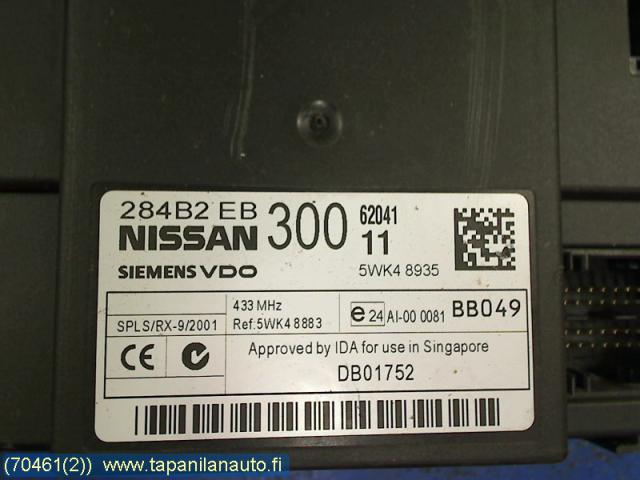 284B2 EB 300 62041
NISSAN 11
SIEMENS VDO 5WK4 8935
433 MHz
SPLS/RX-9/2001 Ref:5WK4 8883 e24 AI-00 0081 BB049
CE N
Approved by IDA for use in Singapore
DB01752
(70461(2)) www.tapanilanauto.fi